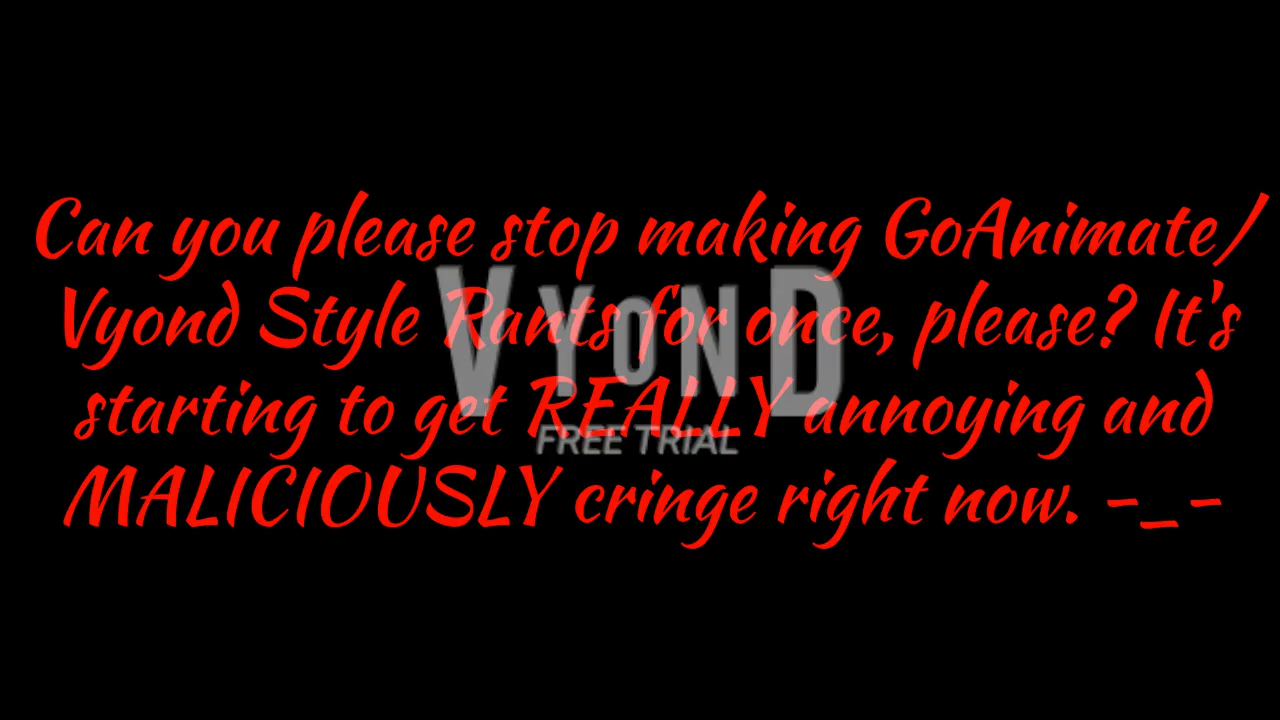 Can you please stop making GoAnimate/
Vyond Style Rants for once, please? It's
starting to get REALLY annoying and
MALICIOUSLY cringe right now. -_-
VYOND
FREE TRIAL